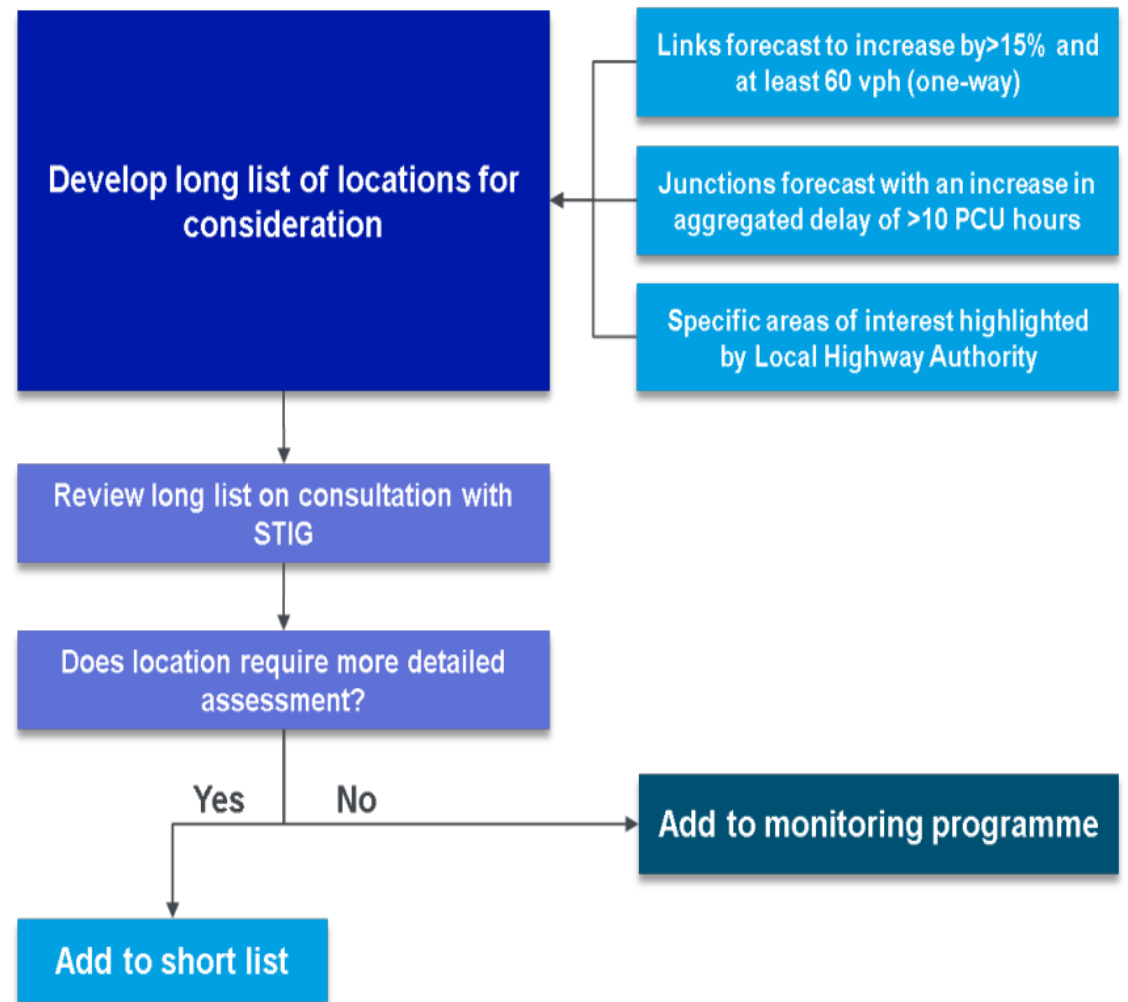 Develop long list of locations for
consideration
Links forecast to increase by>15% and
at least 60 vph (one-way)
Junctions forecast with an increase in
aggregated delay of >10 PCU hours
Specific areas of interest highlighted
by Local Highway Authority
Review long list on consultation with
STIG
Does location require more detailed
assessment?
Yes
No
Add to monitoring programme
Add to short list